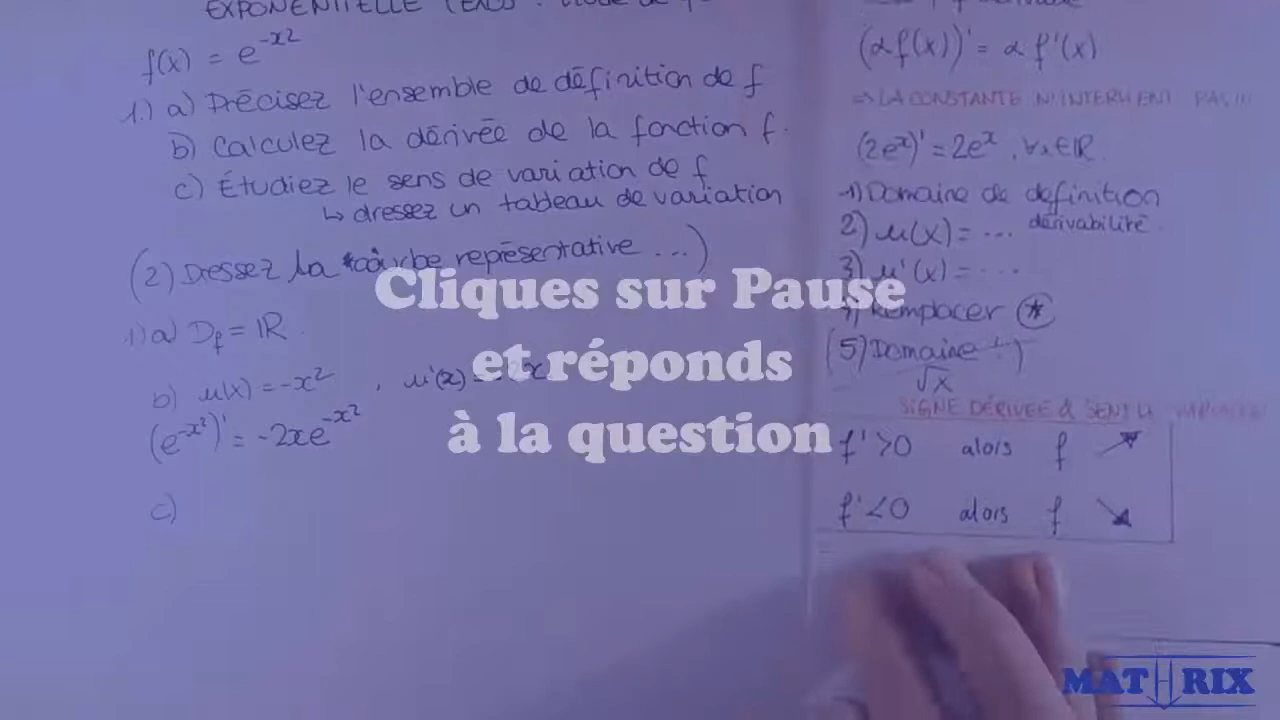 EXPONENTIELLE
f(x) = e^-x²
1.) a) Précisez l'ensemble de définition de f
b) Calculez la dérivée de la fonction f.
c) Étudiez le sens de variation de f
↳ dressez un tableau de variation
(2) Dressez la courbe représentative ...)
1) a) Df = ℝ.
b) u(x) = -x² , u'(x) = -2x
(e^-x²)' = -2xe^-x²
c)
(αf(x))' = α f'(x)
⇒ LA CONSTANTE N'INTERVIENT PAS!!!
(2e^x)' = 2e^x, ∀x∈ℝ.
1) Domaine de définition
dérivabilité.
2) u(x) = ...
3) u'(x) = ...
4) Remplacer (*)
(5) Domaine ÷)
√x
SIGNE DÉRIVÉE & SENS
f' > 0 alors f ↗
f' < 0 alors f ↘
Cliques sur Pause
et réponds
à la question
MATHRIX